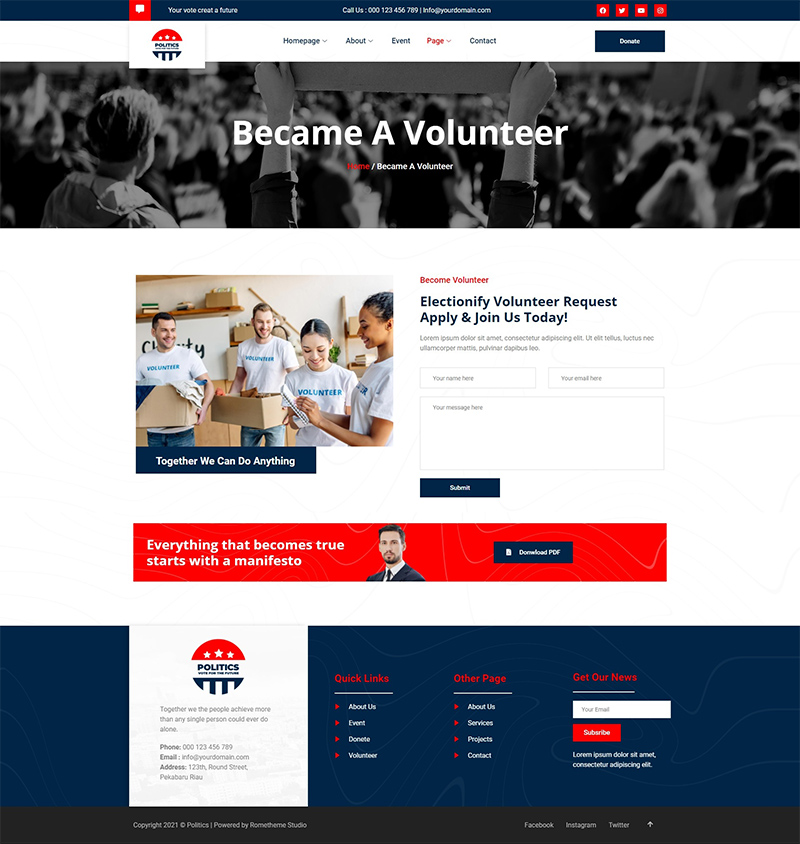 Your vote creat a future
Call Us : 000 123 456 789 | Info@yourdomain.com
POLITICS
VOTE FOR THE FUTURE
Homepage
About
Event
Page
Contact
Donate
Became A Volunteer
Home / Became A Volunteer
VOLUNTEER
VOLUNTEER
VOLUNTEER
Together We Can Do Anything
Become Volunteer
Electionify Volunteer Request
Apply & Join Us Today!
Lorem ipsum dolor sit amet, consectetur adipiscing elit. Ut elit tellus, luctus nec
ullamcorper mattis, pulvinar dapibus leo.
Your name here
Your email here
Your message here
Submit
Everything that becomes true
starts with a manifesto
Donwload PDF
POLITICS
VOTE FOR THE FUTURE
Together we the people achieve more
than any single person could ever do
alone.
Phone: 000 123 456 789
Email : info@yourdomain.com
Address: 123th, Round Street,
Pekabaru Riau
Quick Links
About Us
Event
Donete
Volunteer
Other Page
About Us
Services
Projects
Contact
Get Our News
Your Email
Subsribe
Lorem ipsum dolor sit amet,
consectetur adipiscing elit.
Copyright 2021 © Politics | Powered by Rometheme Studio
Facebook
Instagram
Twitter